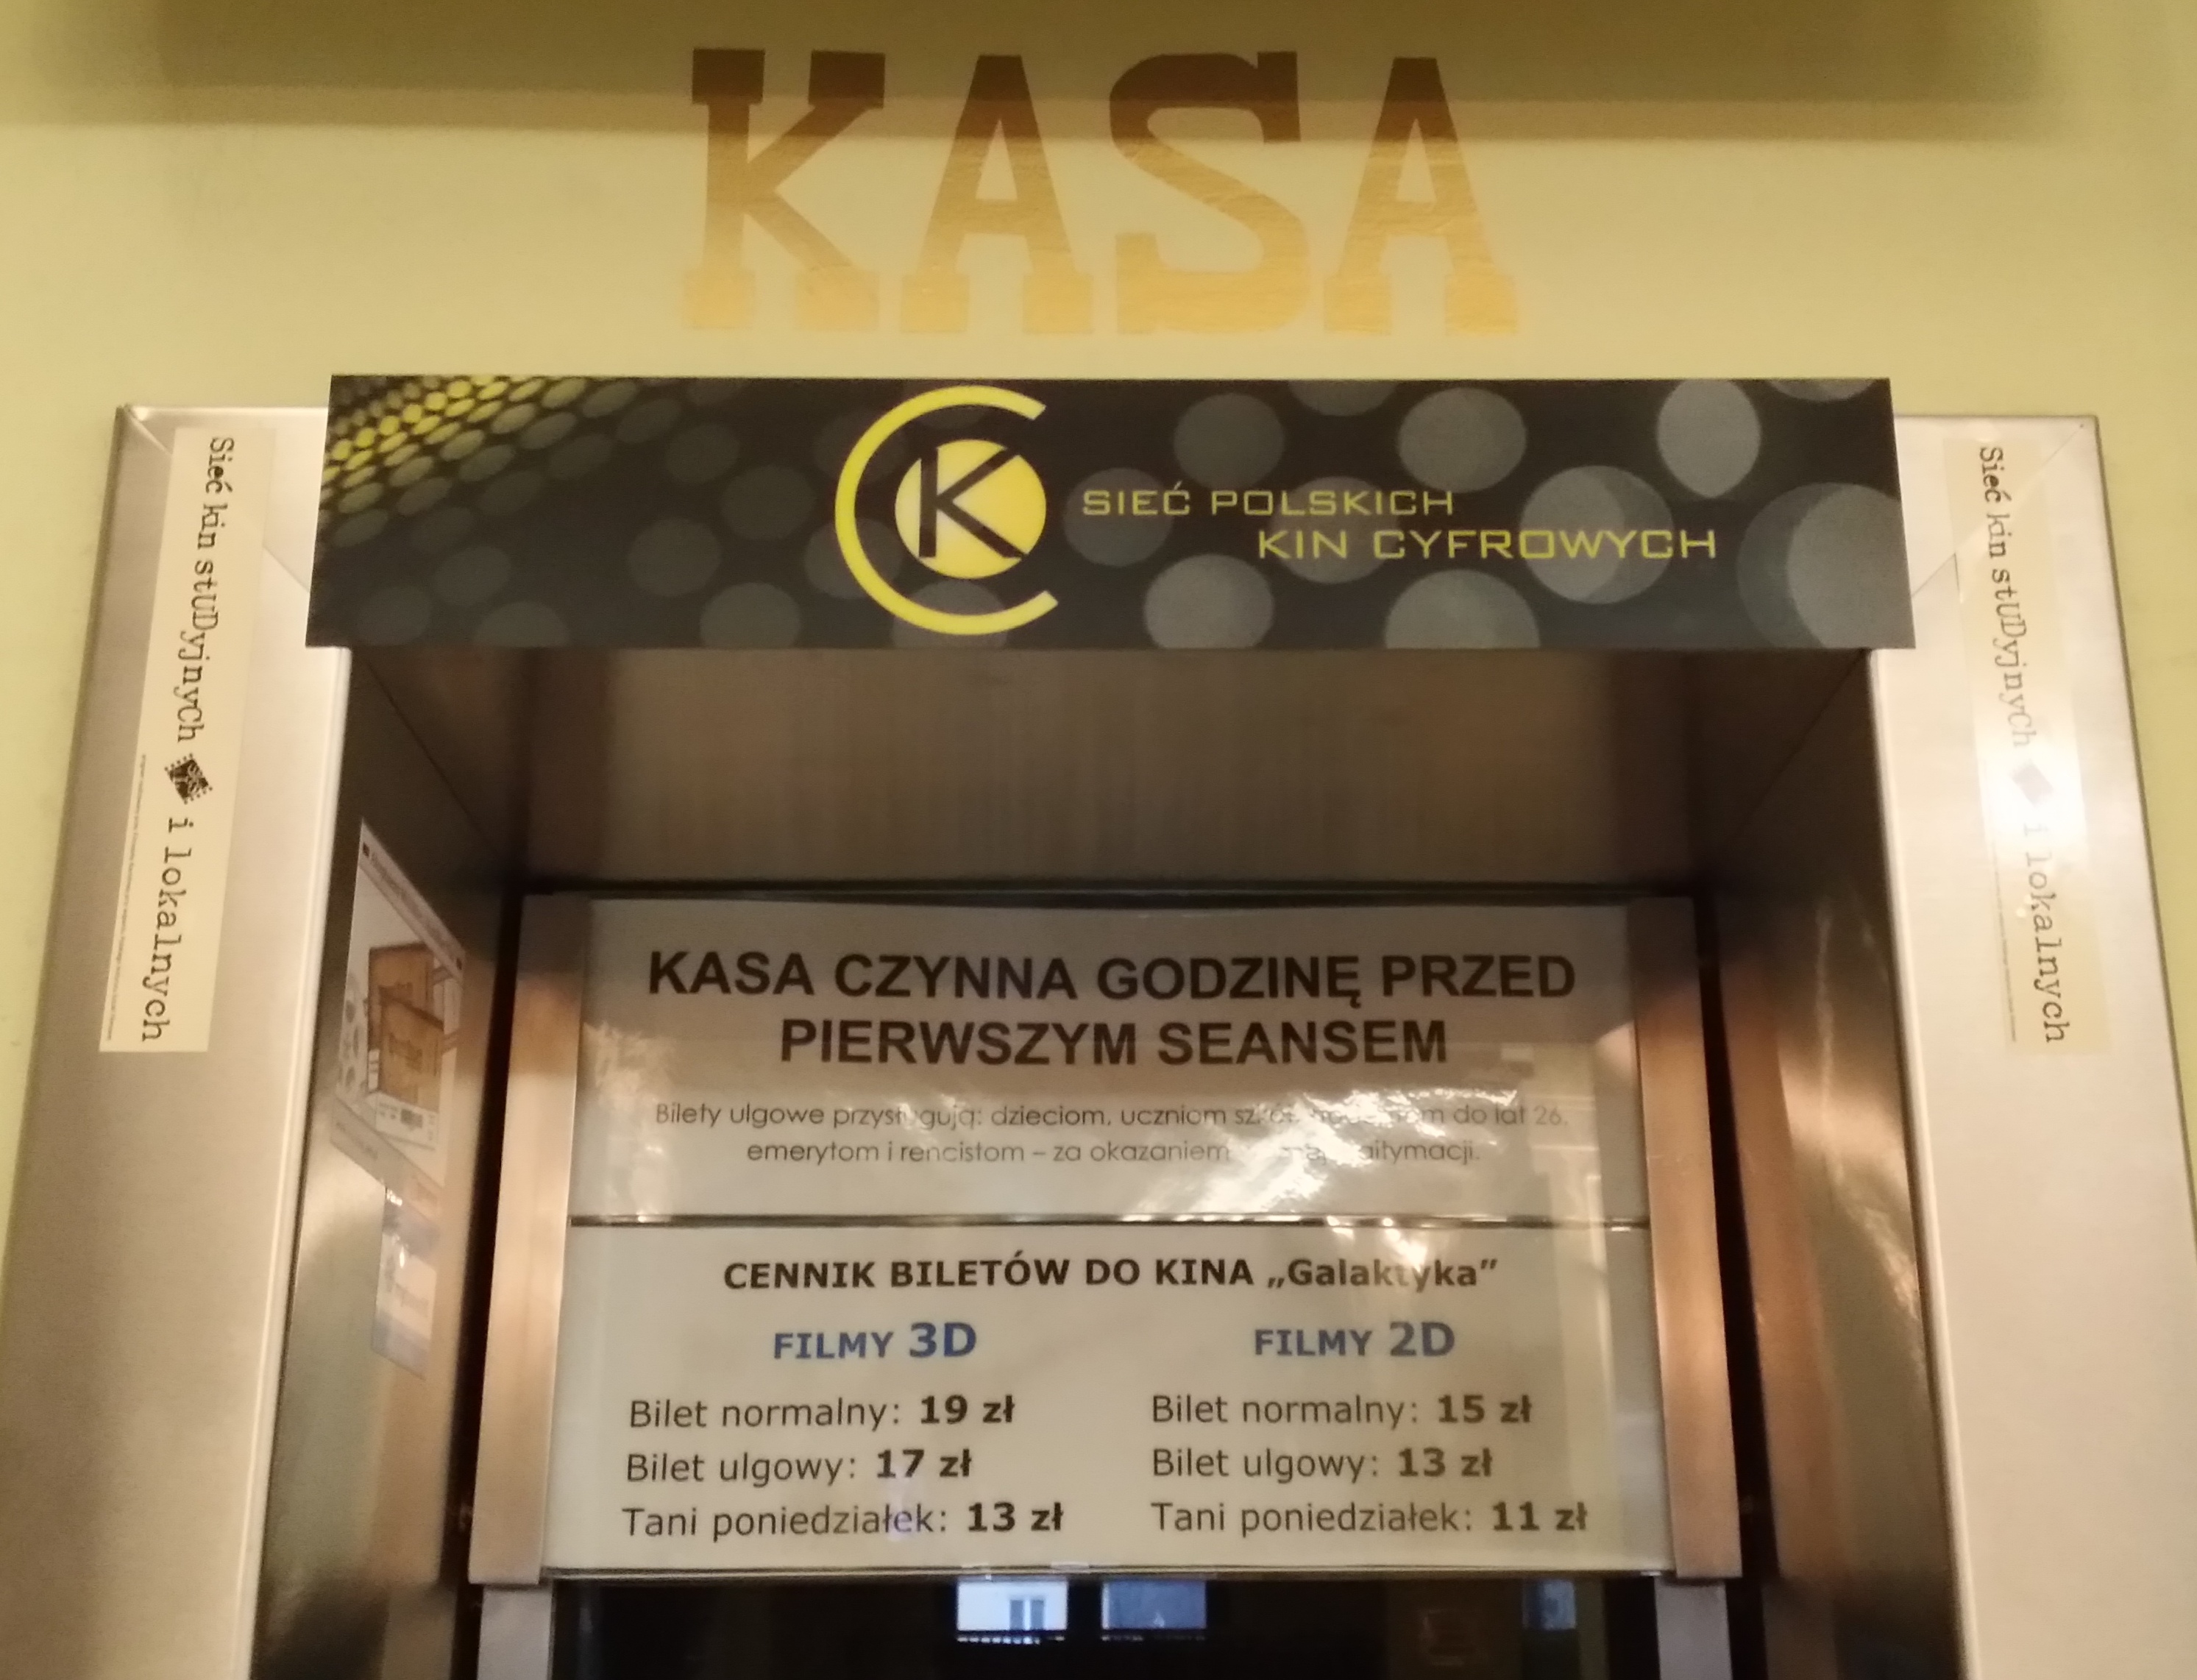 KASA
CK
SIEĆ POLSKICH
KIN CYFROWYCH
Sieć kin stUDyjnyCh i lokalnych
Sieć kin stUDyjnyCh i lokalnych
KASA CZYNNA GODZINĘ PRZED
PIERWSZYM SEANSEM
Bilety ulgowe przysługują: dzieciom, uczniom do lat 26,
emerytom i rencistom – za okazaniem
CENNIK BILETÓW DO KINA „Galaktyka”
FILMY 3D
Bilet normalny: 19 zł
Bilet ulgowy: 17 zł
Tani poniedziałek: 13 zł
FILMY 2D
Bilet normalny: 15 zł
Bilet ulgowy: 13 zł
Tani poniedziałek: 11 zł